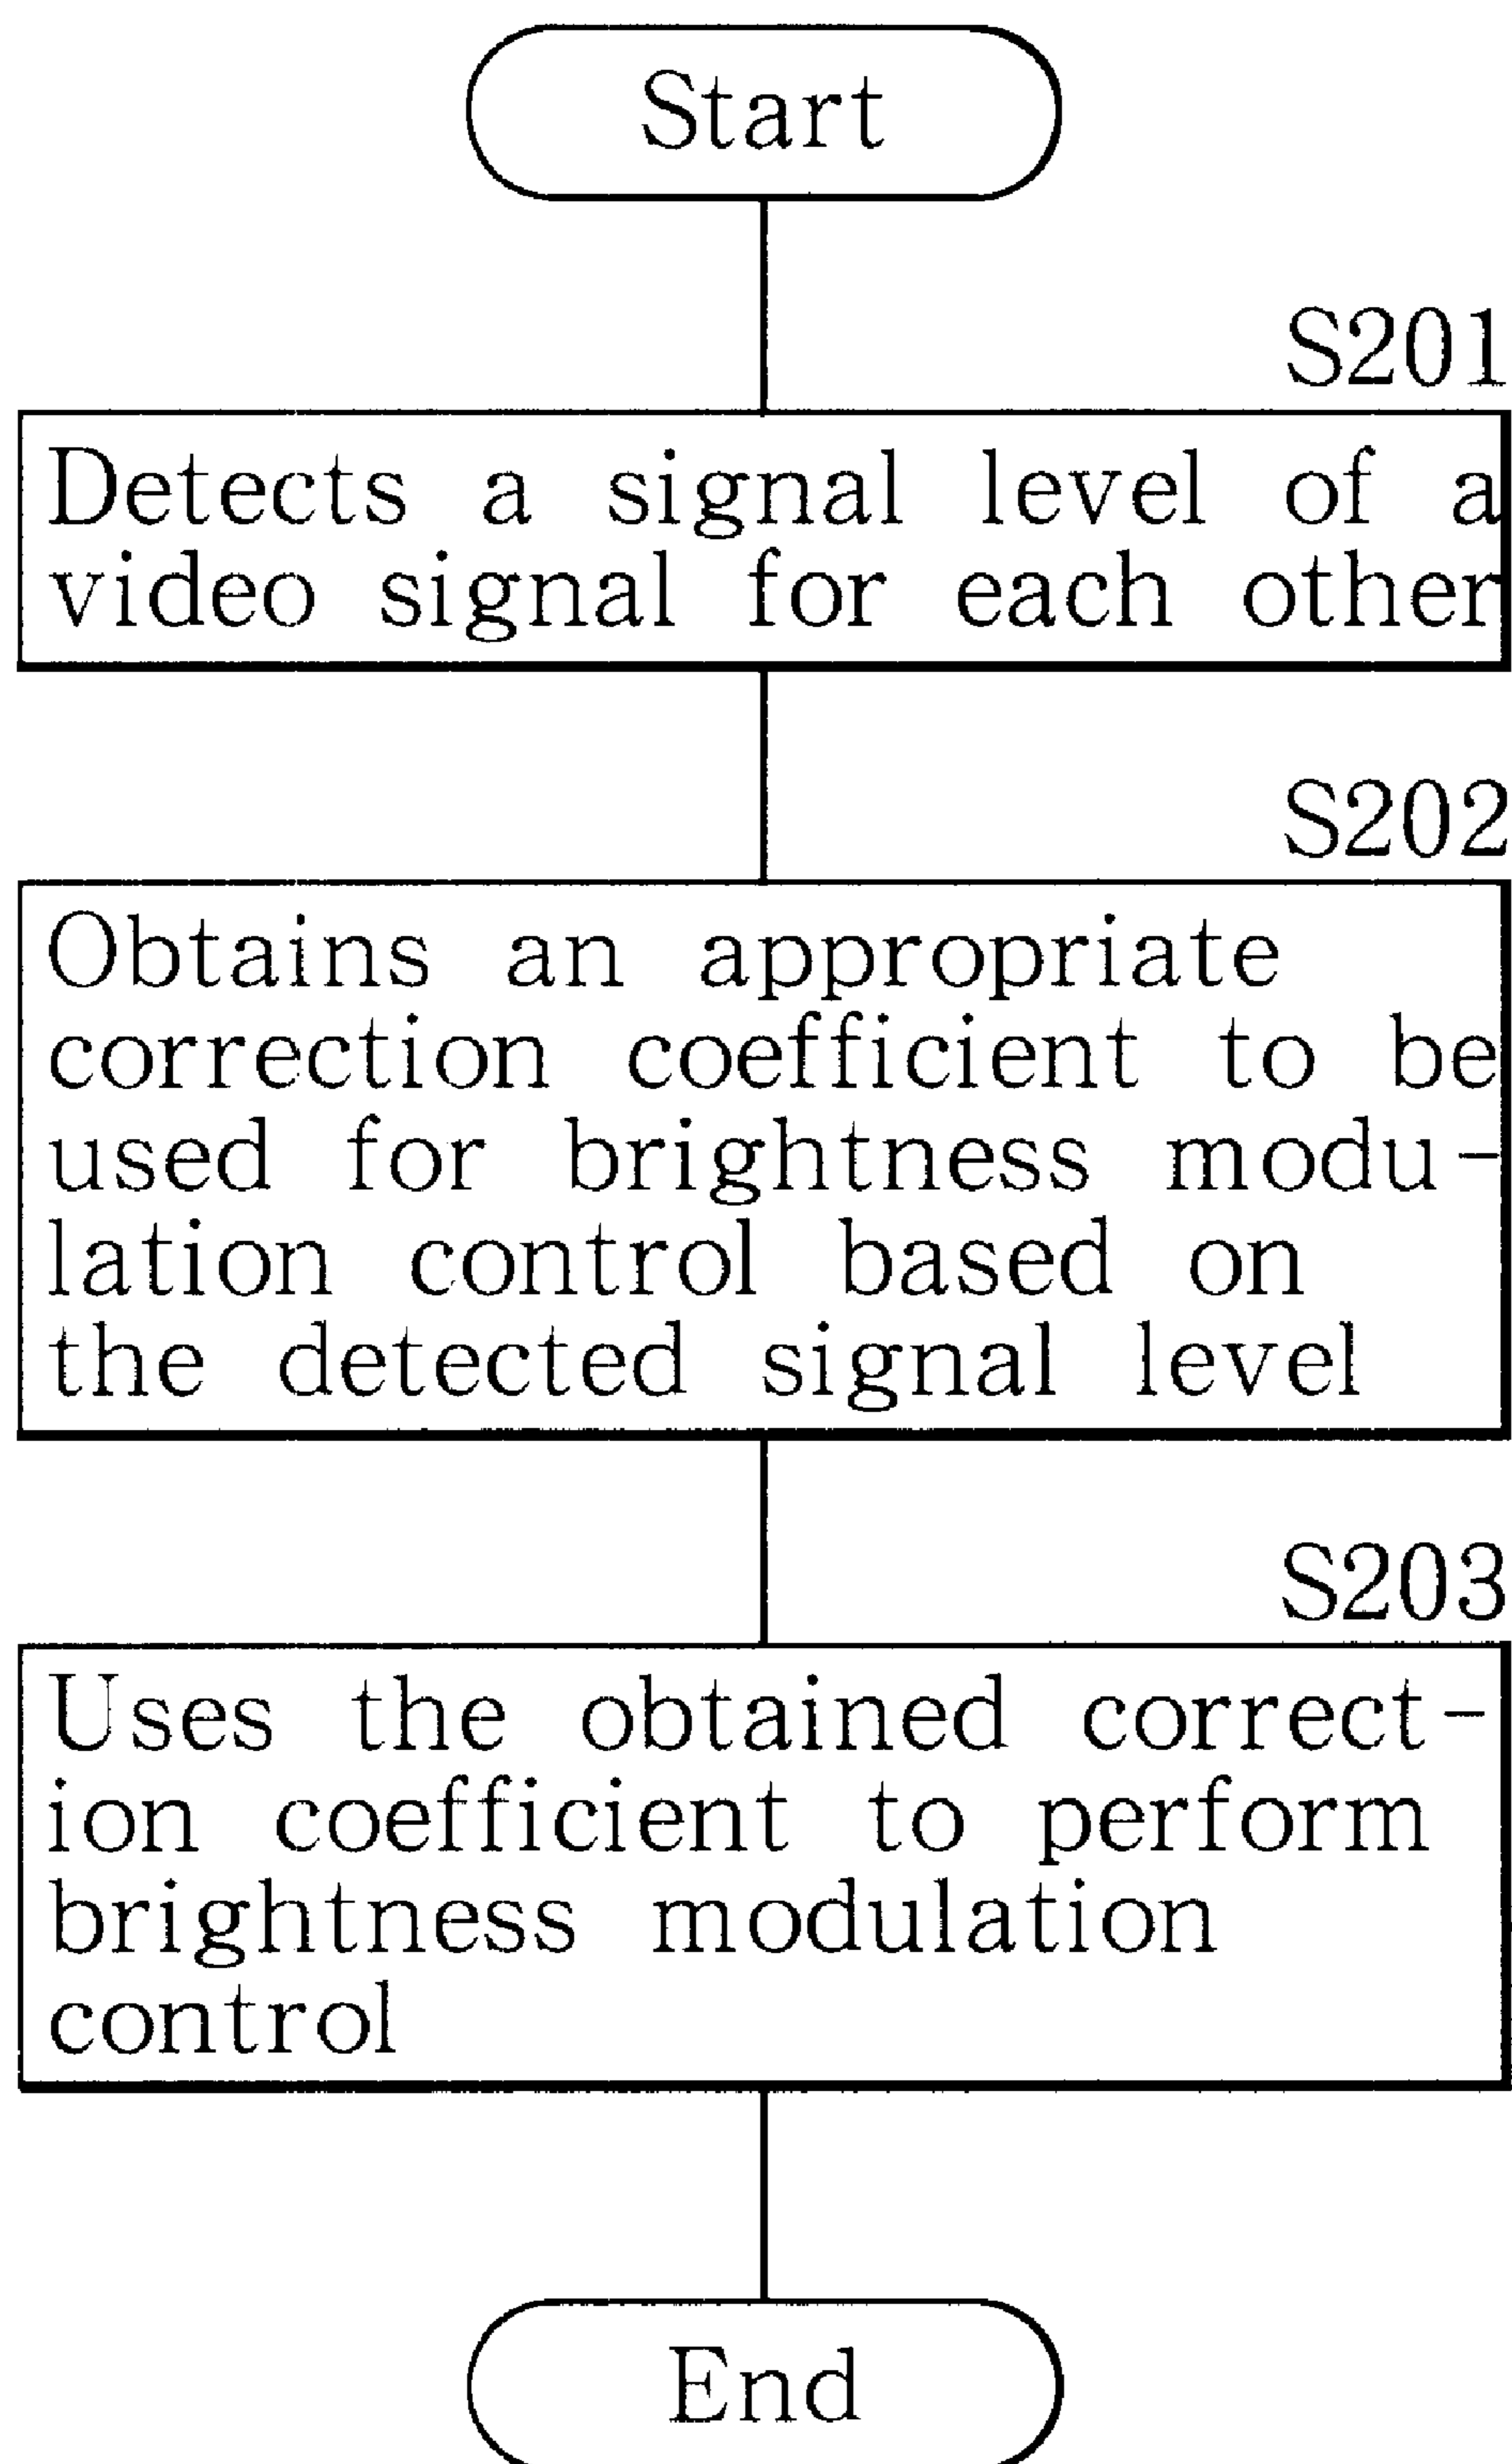 Start
S201
Detects a signal level of a
video signal for each other
S202
Obtains an appropriate
correction coefficient to be
used for brightness modu-
lation control based on
the detected signal level
S203
Uses the obtained correct-
ion coefficient to perform
brightness modulation
control
End